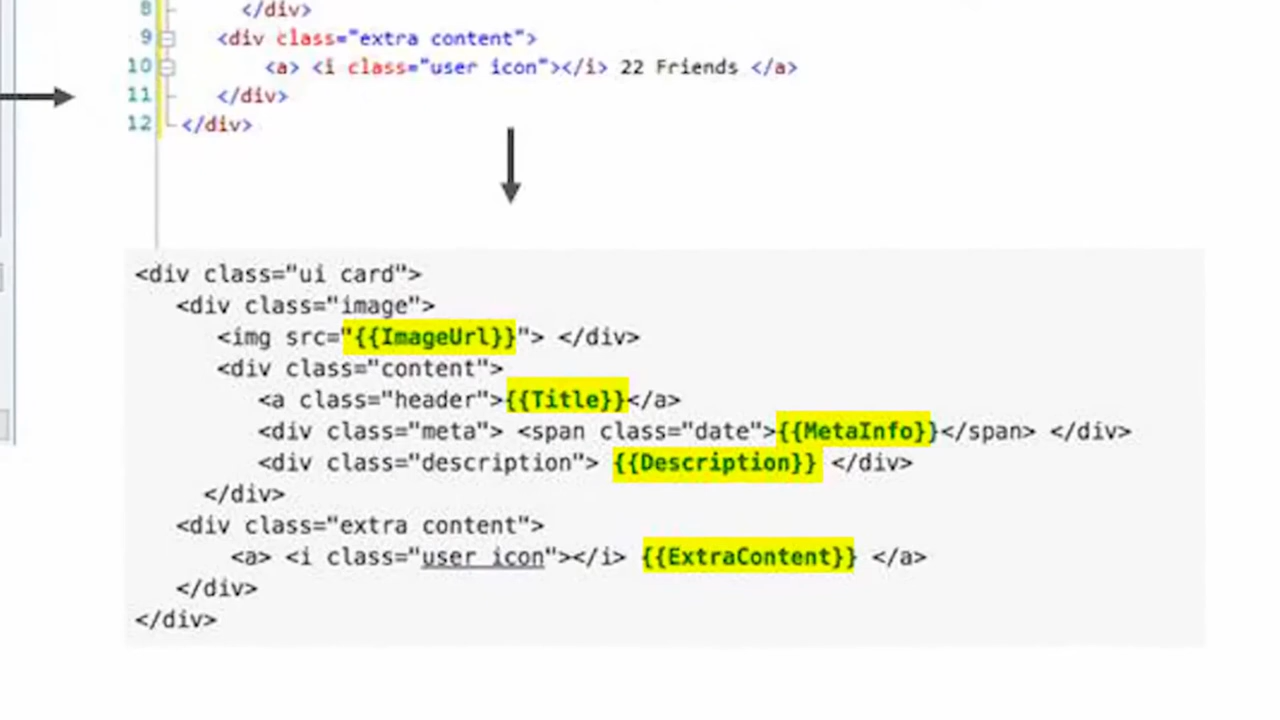 8 </div>
9 <div class="extra content">
10 <a> <i class="user icon"></i> 22 Friends </a>
11 </div>
12 </div>
<div class="ui card">
<div class="image">
<img src="{{ImageUrl}}"> </div>
<div class="content">
<a class="header">{{Title}}</a>
<div class="meta"> <span class="date">{{MetaInfo}}</span> </div>
<div class="description"> {{Description}} </div>
</div>
<div class="extra content">
<a> <i class="user icon"></i> {{ExtraContent}} </a>
</div>
</div>